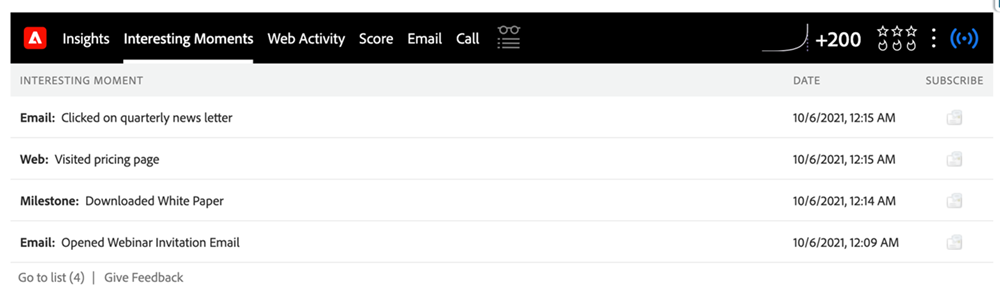 Insights Interesting Moments Web Activity Score Email Call +200
INTERESTING MOMENT DATE SUBSCRIBE
Email: Clicked on quarterly news letter 10/6/2021, 12:15 AM
Web: Visited pricing page 10/6/2021, 12:15 AM
Milestone: Downloaded White Paper 10/6/2021, 12:14 AM
Email: Opened Webinar Invitation Email 10/6/2021, 12:09 AM
Go to list (4) | Give Feedback